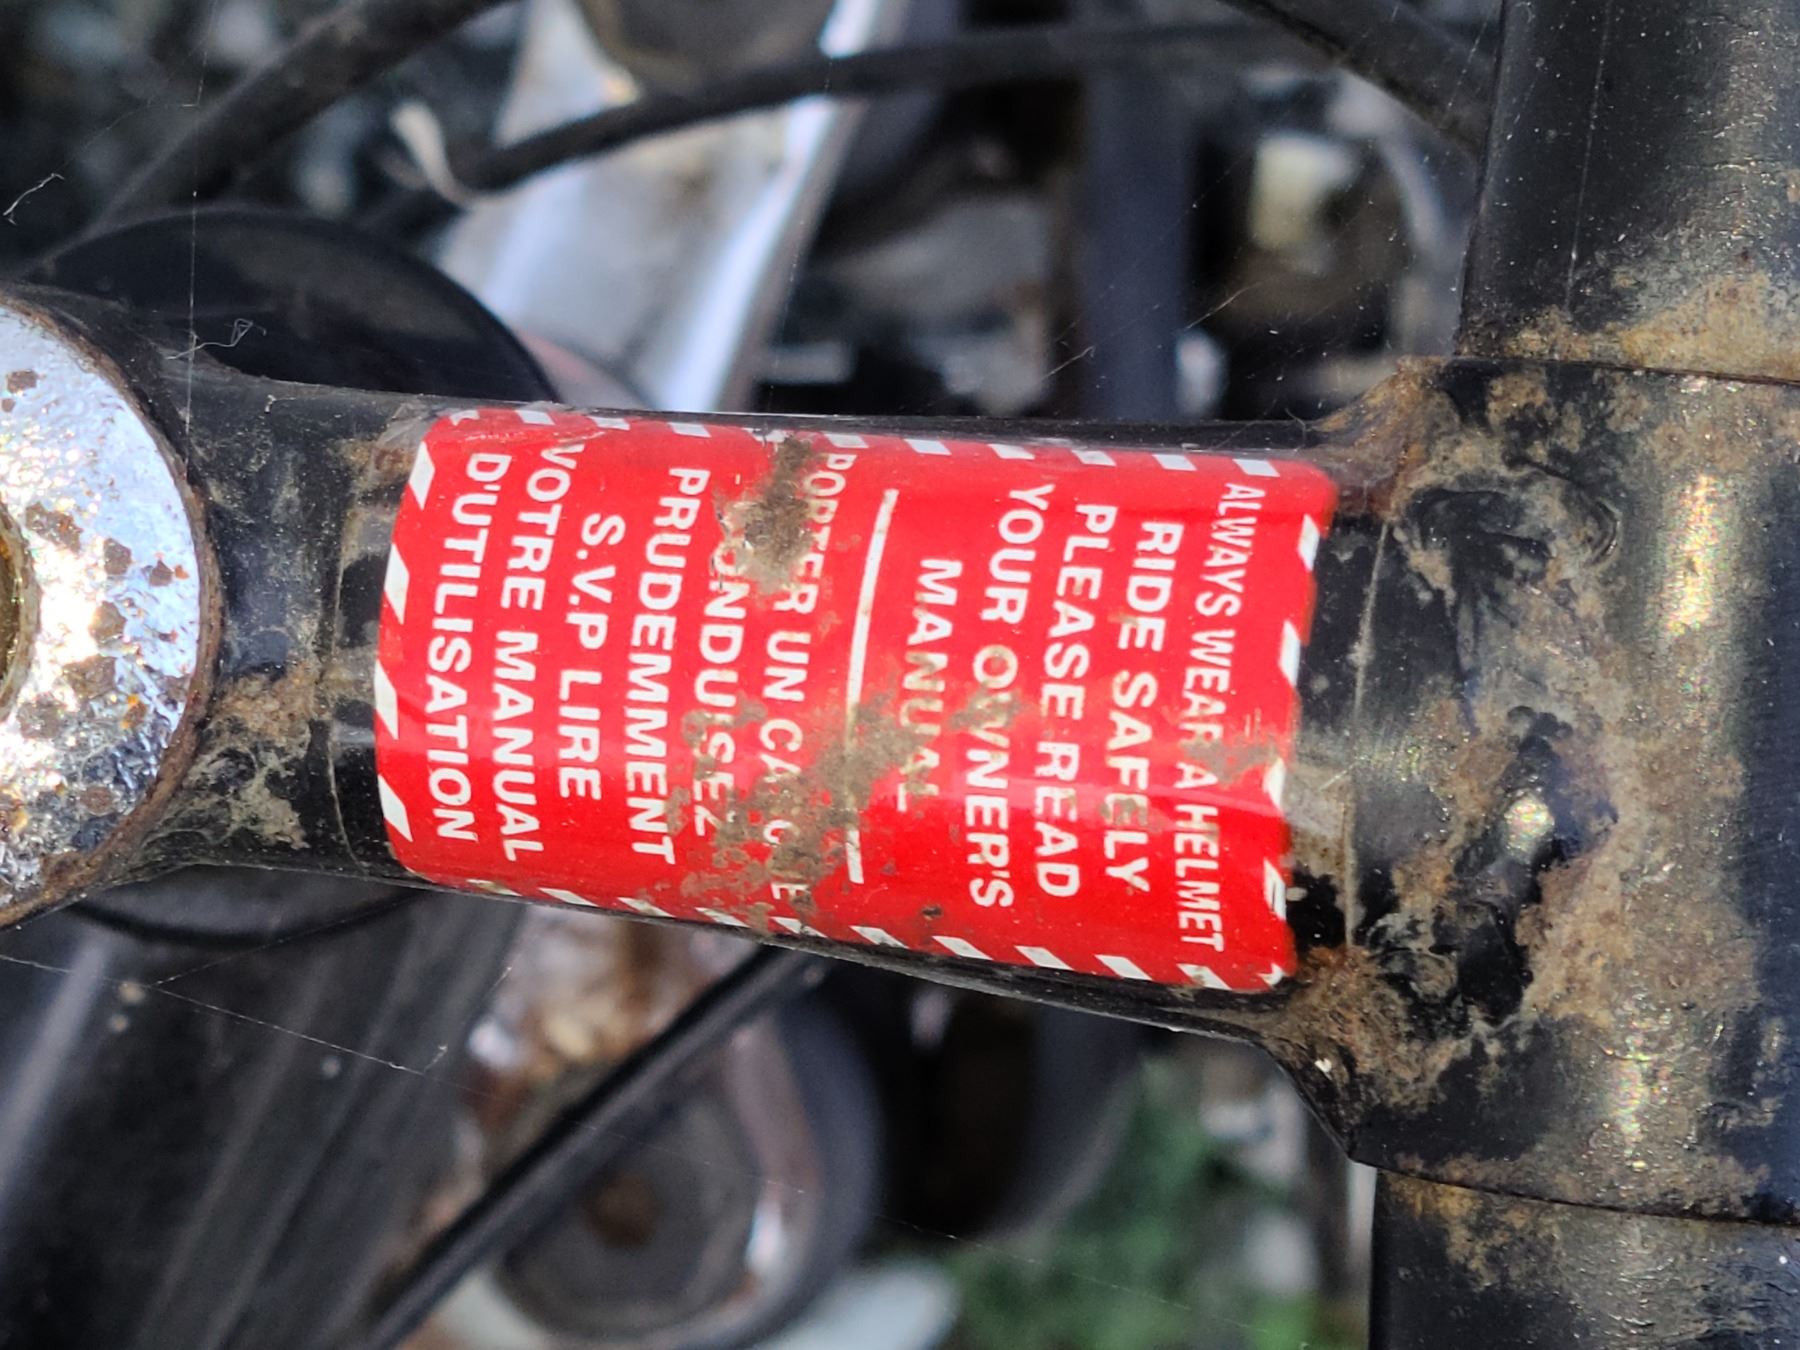 ALWAYS WEAR A HELMET
RIDE SAFELY
PLEASE READ
YOUR OWNER'S
MANUAL
PORTER UN CASQUE
CONDUISEZ
PRUDEMMENT
S.V.P LIRE
VOTRE MANUAL
D'UTILISATION